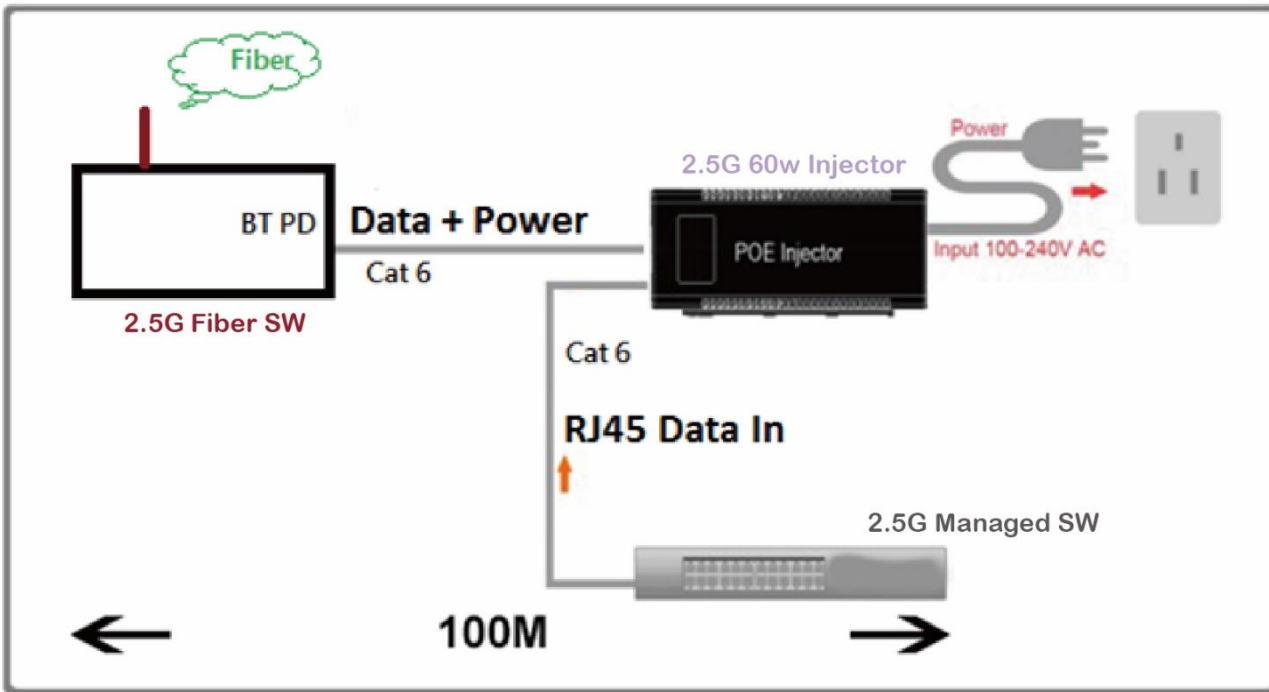 Fiber
Power
2.5G 60w Injector
BT PD
Data + Power
POE Injector
Input 100-240V AC
Cat 6
2.5G Fiber SW
Cat 6
RJ45 Data In
2.5G Managed SW
100M